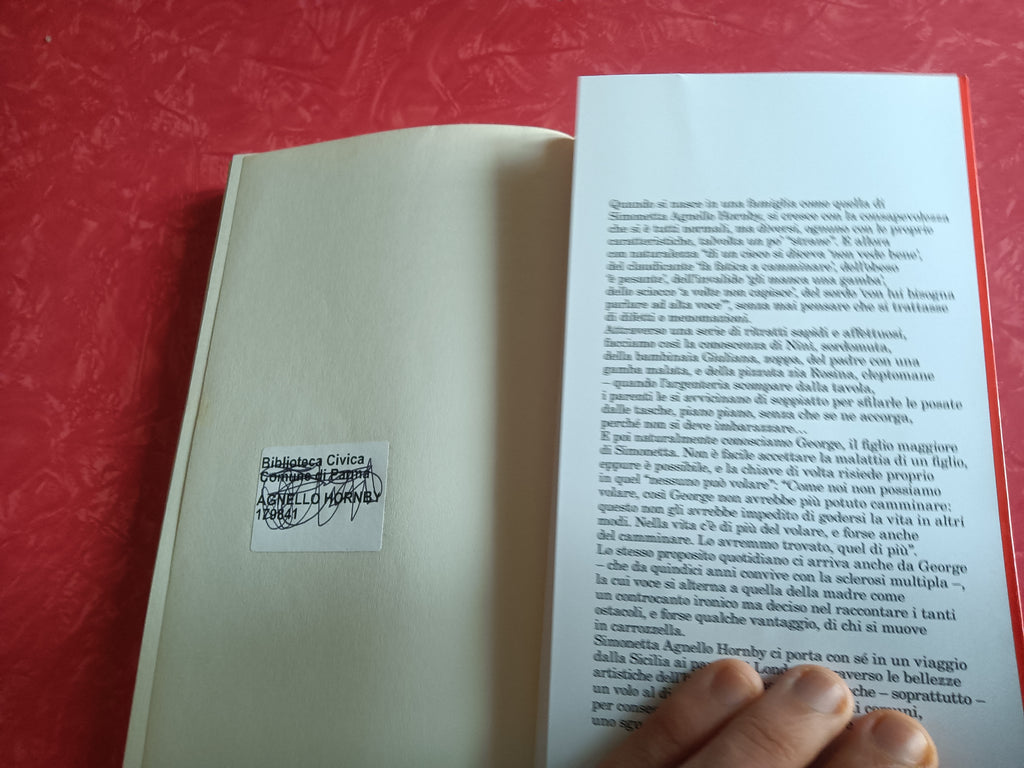 Biblioteca Civica
Comune di Parma
AGNELLO HORNBY
179841
Quando si nasce in una famiglia come quella di
Simonetta Agnello Hornby, si cresce con la consapevolezza
che si è tutti normali, ma diversi, ognuno con le proprie
caratteristiche, talvolta un po' "strane". E allora
con naturalezza "di un cieco si diceva 'non vede bene',
del claudicante 'fa fatica a camminare', dell'obeso
'è pesante', dell'invalido 'gli manca una gamba',
dello sciocco 'a volte non capisce', del sordo 'con lui bisogna
parlare ad alta voce'", senza mai pensare che si trattasse
di difetti o menomazioni.
Attraverso una serie di ritratti sapidi e affettuosi,
facciamo così la conoscenza di Ninì, sordomuta,
della bambinaia Giuliana, zoppa, del padre con una
gamba malata, e della pizzuta zia Rosina, cleptomane
– quando l'argenteria scompare dalla tavola,
i parenti le si avvicinano di soppiatto per sfilarle le posate
dalle tasche, piano piano, senza che se ne accorga,
perché non si deve imbarazzare...
E poi naturalmente conosciamo George, il figlio maggiore
di Simonetta. Non è facile accettare la malattia di un figlio,
eppure è possibile, e la chiave di volta risiede proprio
in quel "nessuno può volare": "Come noi non possiamo
volare, così George non avrebbe più potuto camminare:
questo non gli avrebbe impedito di godersi la vita in altri
modi. Nella vita c'è di più del volare, e forse anche
del camminare. Lo avremmo trovato, quel di più".
Lo stesso proposito quotidiano ci arriva anche da George
– che da quindici anni convive con la sclerosi multipla –,
la cui voce si alterna a quella della madre come
un controcanto ironico ma deciso nel raccontare i tanti
ostacoli, e forse qualche vantaggio, di chi si muove
in carrozzella.
Simonetta Agnello Hornby ci porta con sé in un viaggio
dalla Sicilia ai Lond le bellezze
artistiche che – soprattutto –
un volo al di i comuni,
per
uno